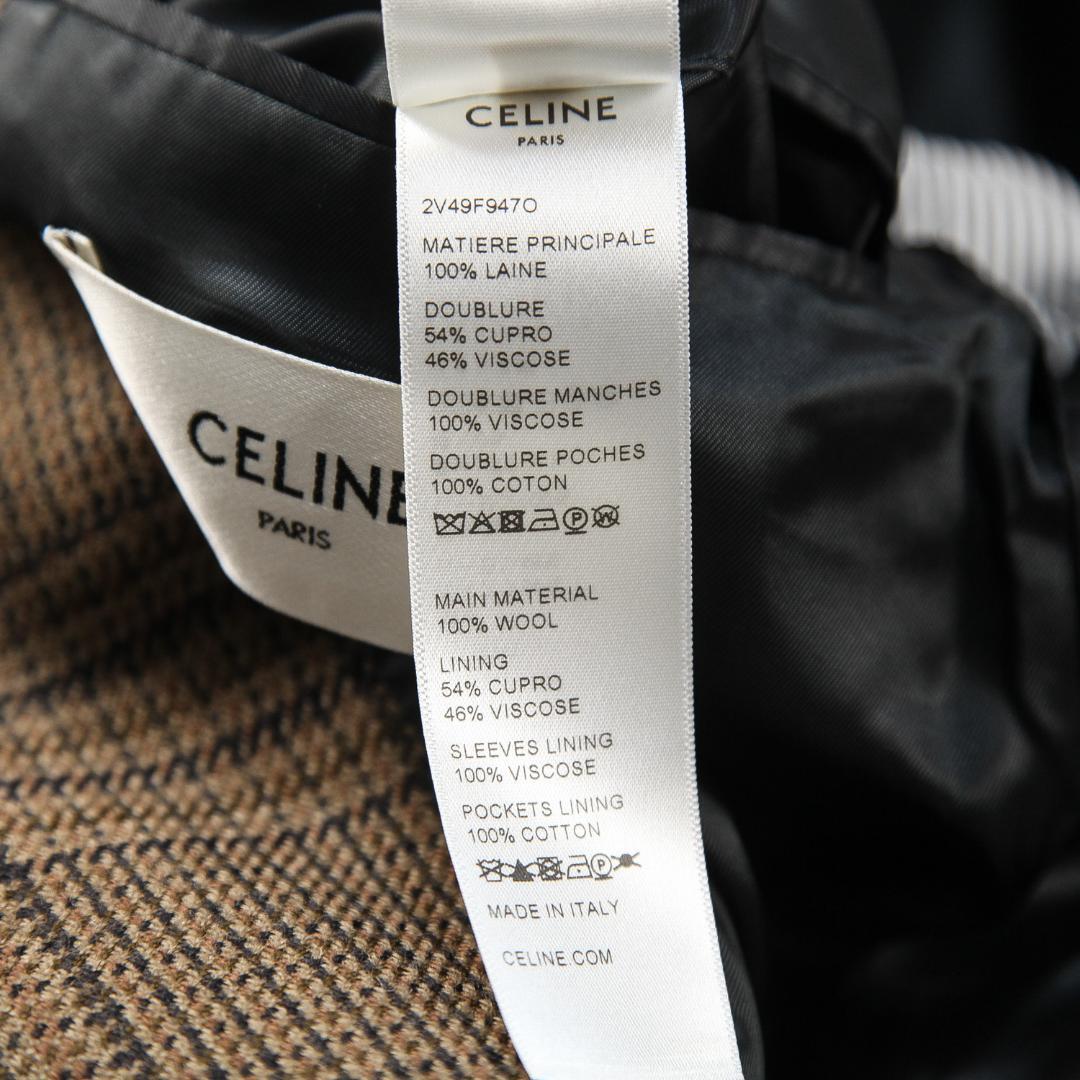 CELINE
PARIS
2V49F947O
MATIERE PRINCIPALE
100% LAINE
DOUBLURE
54% CUPRO
46% VISCOSE
DOUBLURE MANCHES
100% VISCOSE
DOUBLURE POCHES
100% COTON
MAIN MATERIAL
100% WOOL
LINING
54% CUPRO
46% VISCOSE
SLEEVES LINING
100% VISCOSE
POCKETS LINING
100% COTTON
MADE IN ITALY
CELINE.COM
CELINE
PARIS